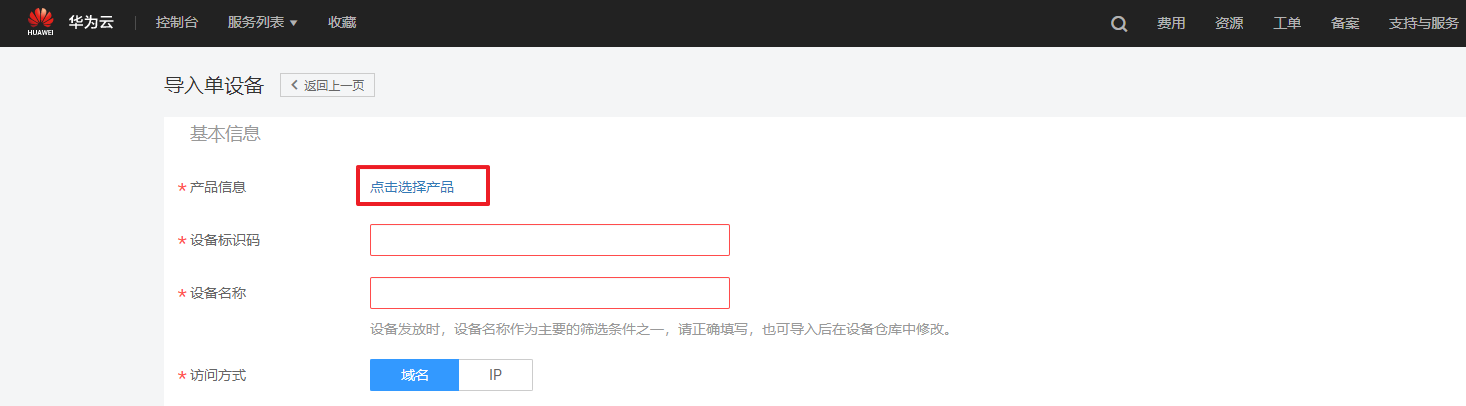 HUAWEI 华为云 控制台 服务列表 收藏 费用 资源 工单 备案 支持与服务
导入单设备 返回上一页
基本信息
* 产品信息 点击选择产品
* 设备标识码
* 设备名称
设备发放时，设备名称作为主要的筛选条件之一，请正确填写，也可导入后在设备仓库中修改。
* 访问方式 域名 IP